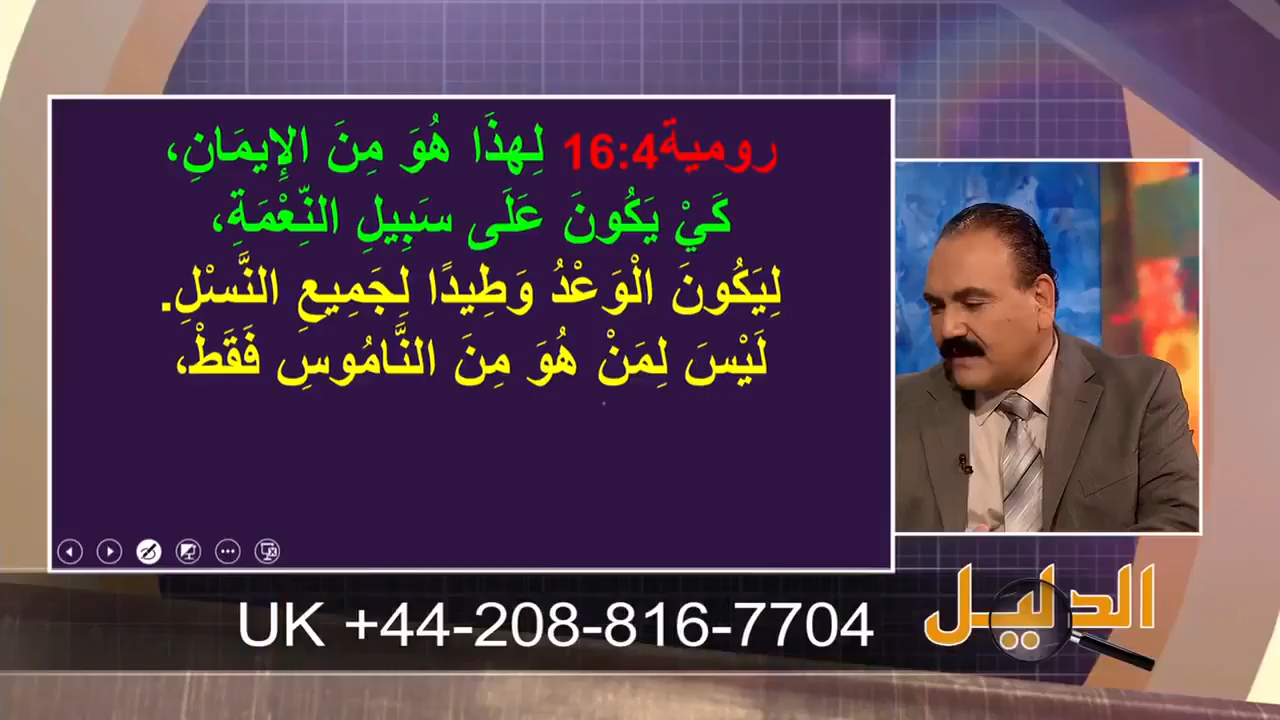 رومية16:4 لِهذَا هُوَ مِنَ الإِيمَانِ،
كَيْ يَكُونَ عَلَى سَبِيلِ النِّعْمَةِ،
لِيَكُونَ الْوَعْدُ وَطِيدًا لِجَمِيعِ النَّسْلِ.
لَيْسَ لِمَنْ هُوَ مِنَ النَّامُوسِ فَقَطْ،
الدليل
UK +44-208-816-7704